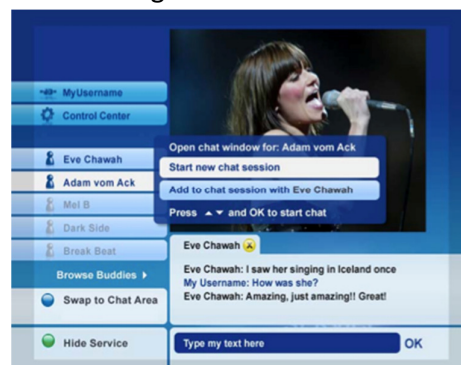 MyUsername
Control Center
Eve Chawah
Adam vom Ack
Mel B
Dark Side
Break Beat
Browse Buddies
Swap to Chat Area
Hide Service
Open chat window for: Adam vom Ack
Start new chat session
Add to chat session with Eve Chawah
Press ▲▼ and OK to start chat
Eve Chawah
Eve Chawah: I saw her singing in Iceland once
My Username: How was she?
Eve Chawah: Amazing, just amazing!! Great!
Type my text here
OK